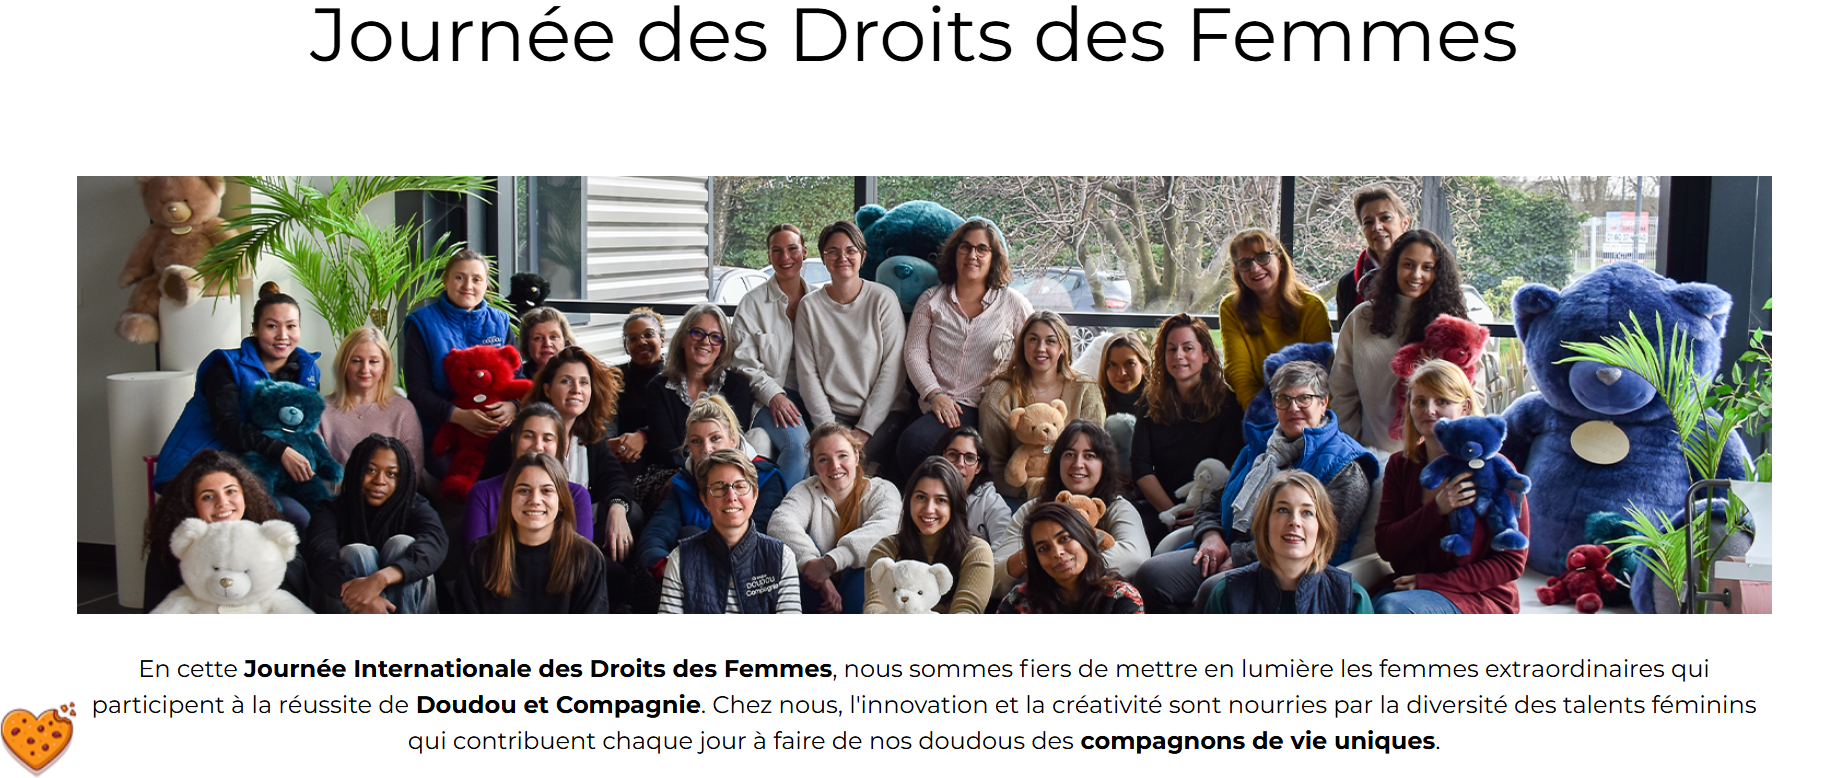 Journée des Droits des Femmes
DOUDOU
Compagnie
En cette Journée Internationale des Droits des Femmes, nous sommes fiers de mettre en lumière les femmes extraordinaires qui
participent à la réussite de Doudou et Compagnie. Chez nous, l'innovation et la créativité sont nourries par la diversité des talents féminins
qui contribuent chaque jour à faire de nos doudous des compagnons de vie uniques.